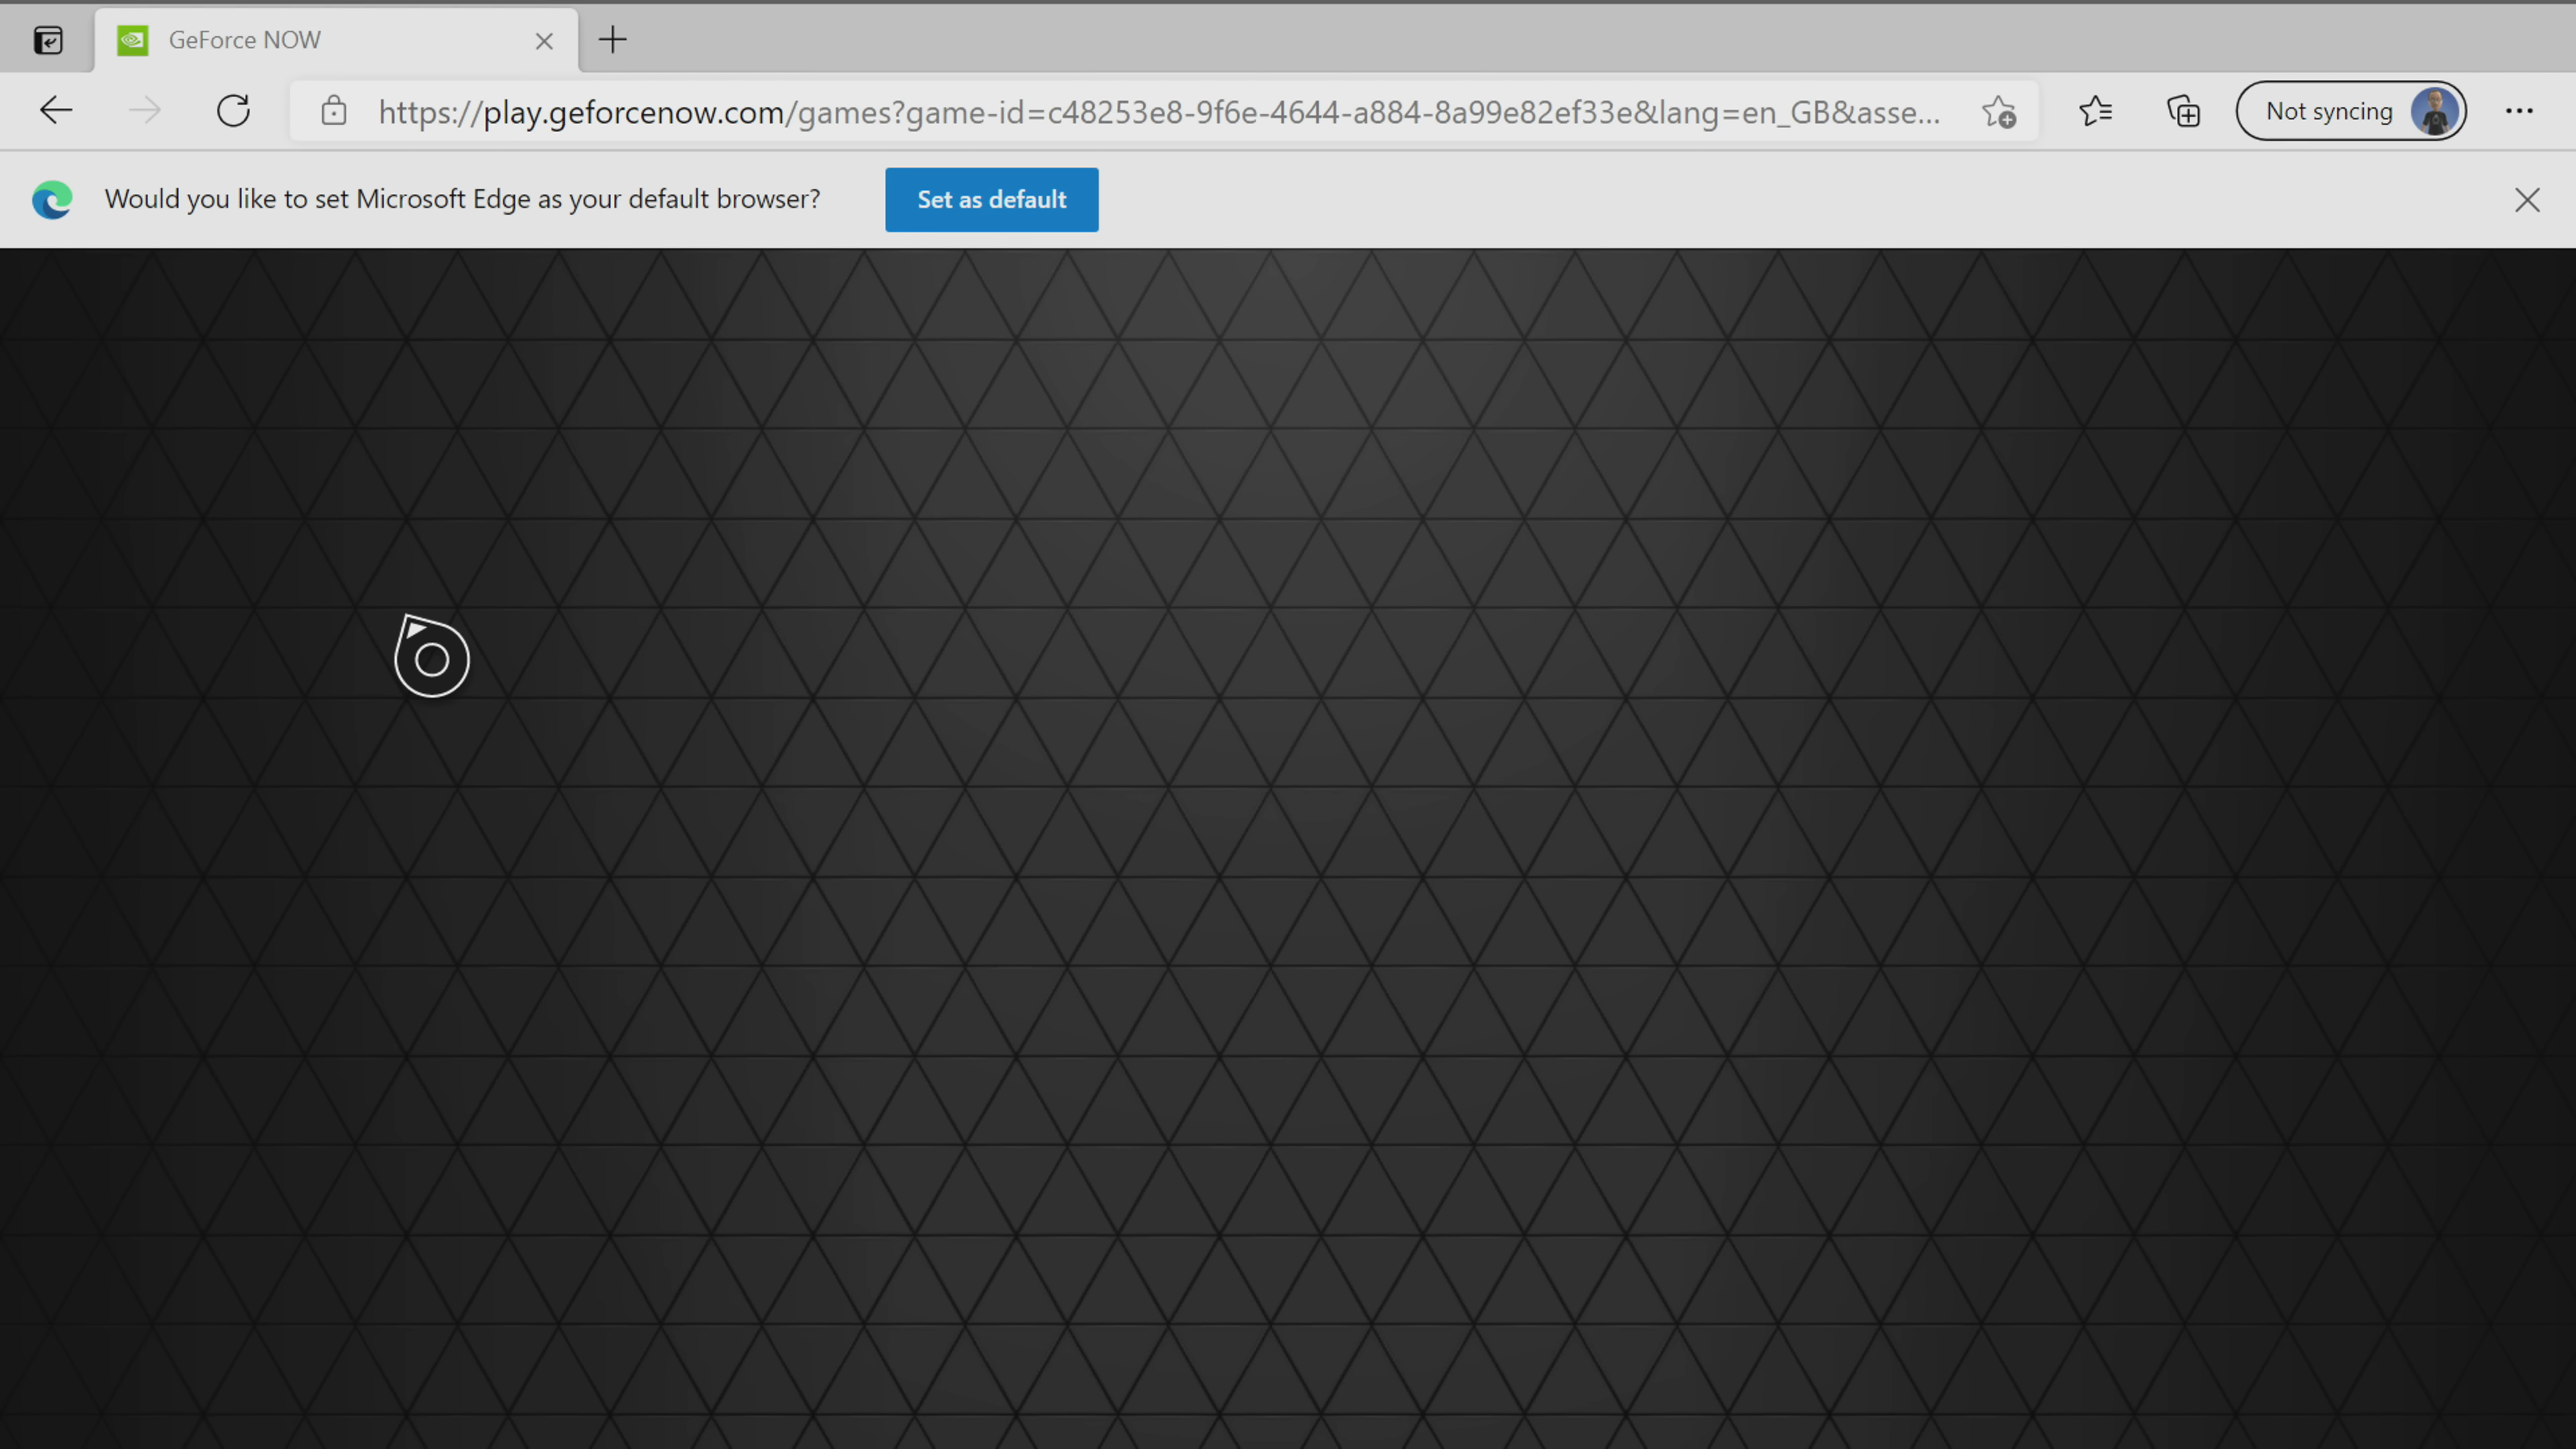 GeForce NOW
https://play.geforcenow.com/games?game-id=c48253e8-9f6e-4644-a884-8a99e82ef33e&lang=en_GB&asse...
Not syncing
Would you like to set Microsoft Edge as your default browser?
Set as default